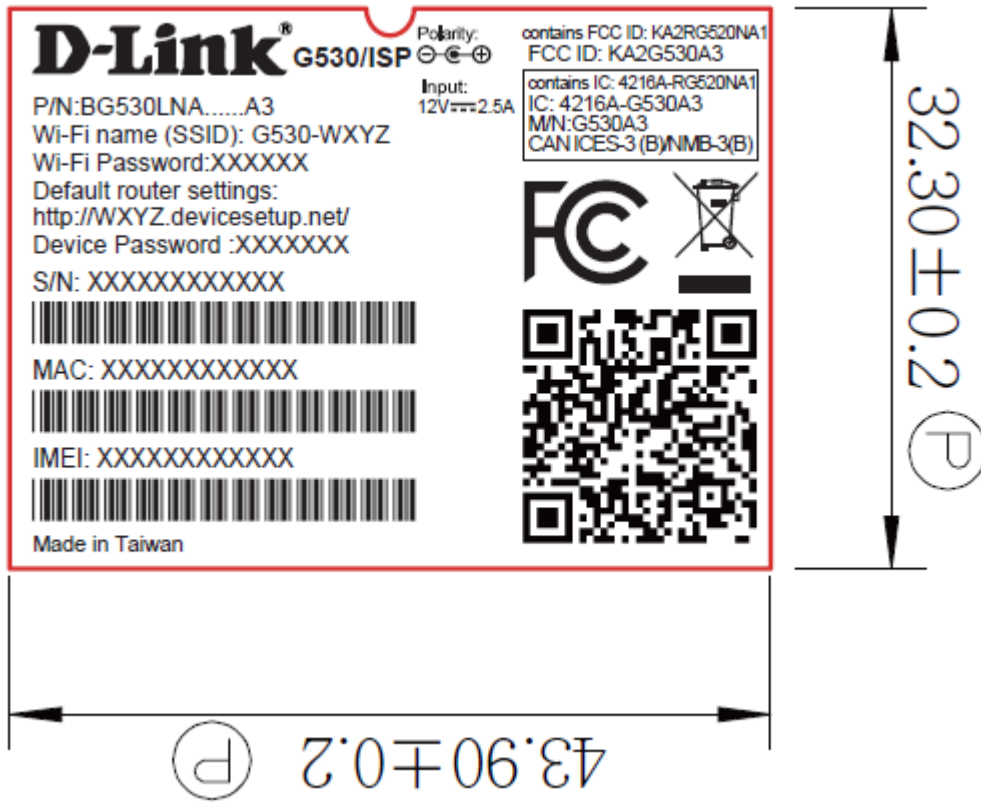 D-Link® G530/ISP
P/N:BG530LNA......A3
Wi-Fi name (SSID): G530-WXYZ
Wi-Fi Password:XXXXXX
Default router settings:
http://WXYZ.devicesetup.net/
Device Password :XXXXXXX
S/N: XXXXXXXXXXXX
MAC: XXXXXXXXXXXX
IMEI: XXXXXXXXXXXX
Made in Taiwan
Polarity:
Input:
12V⎓2.5A
contains FCC ID: KA2RG520NA1
FCC ID: KA2G530A3
contains IC: 4216A-RG520NA1
IC: 4216A-G530A3
M/N:G530A3
CAN ICES-3 (B)/NMB-3(B)
FC
32.30±0.2 P
43.90±0.2 P